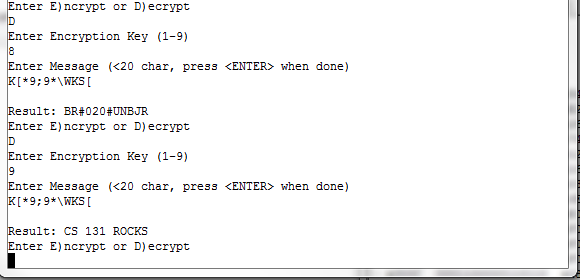 Enter E)ncrypt or D)ecrypt
D
Enter Encryption Key (1-9)
8
Enter Message (<20 char, press <ENTER> when done)
K[*9;9*\WKS[
Result: BR#020#UNBJR
Enter E)ncrypt or D)ecrypt
D
Enter Encryption Key (1-9)
9
Enter Message (<20 char, press <ENTER> when done)
K[*9;9*\WKS[
Result: CS 131 ROCKS
Enter E)ncrypt or D)ecrypt